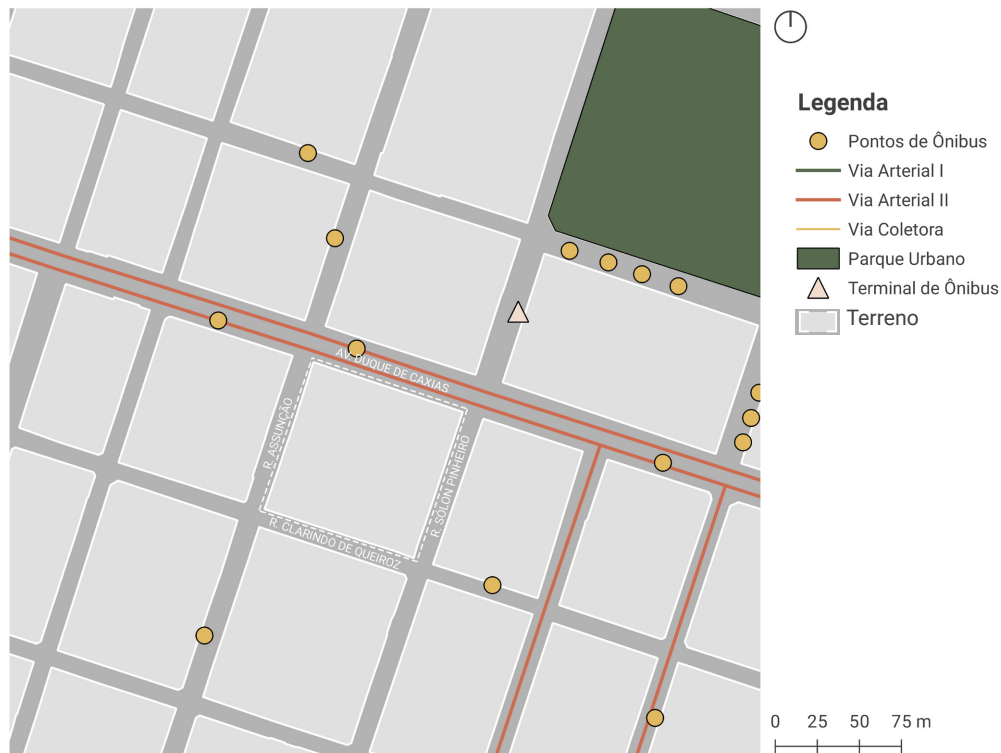 Legenda
Pontos de Ônibus
Via Arterial I
Via Arterial II
Via Coletora
Parque Urbano
Terminal de Ônibus
Terreno
AV. DUQUE DE CAXIAS
R. ASSUNÇÃO
R. SÓLON PINHEIRO
R. CLARINDO DE QUEIROZ
0 25 50 75 m